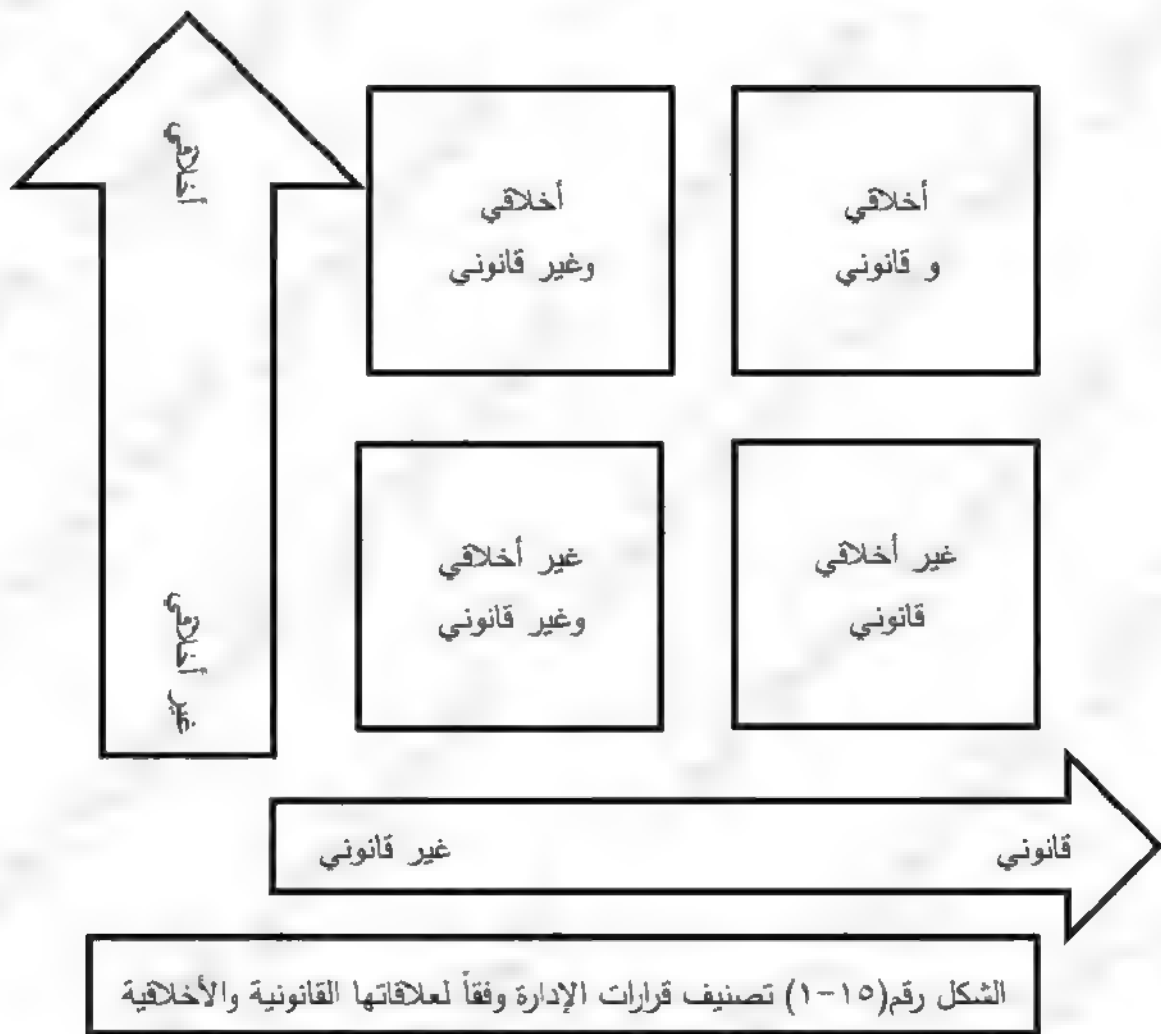 أخلاقي
غير أخلاقي
أخلاقي
و قانوني
أخلاقي
وغير قانوني
غير أخلاقي
قانوني
غير أخلاقي
وغير قانوني
قانوني
غير قانوني
الشكل رقم(١٥-١) تصنيف قرارات الإدارة وفقاً لعلاقاتها القانونية والأخلاقية